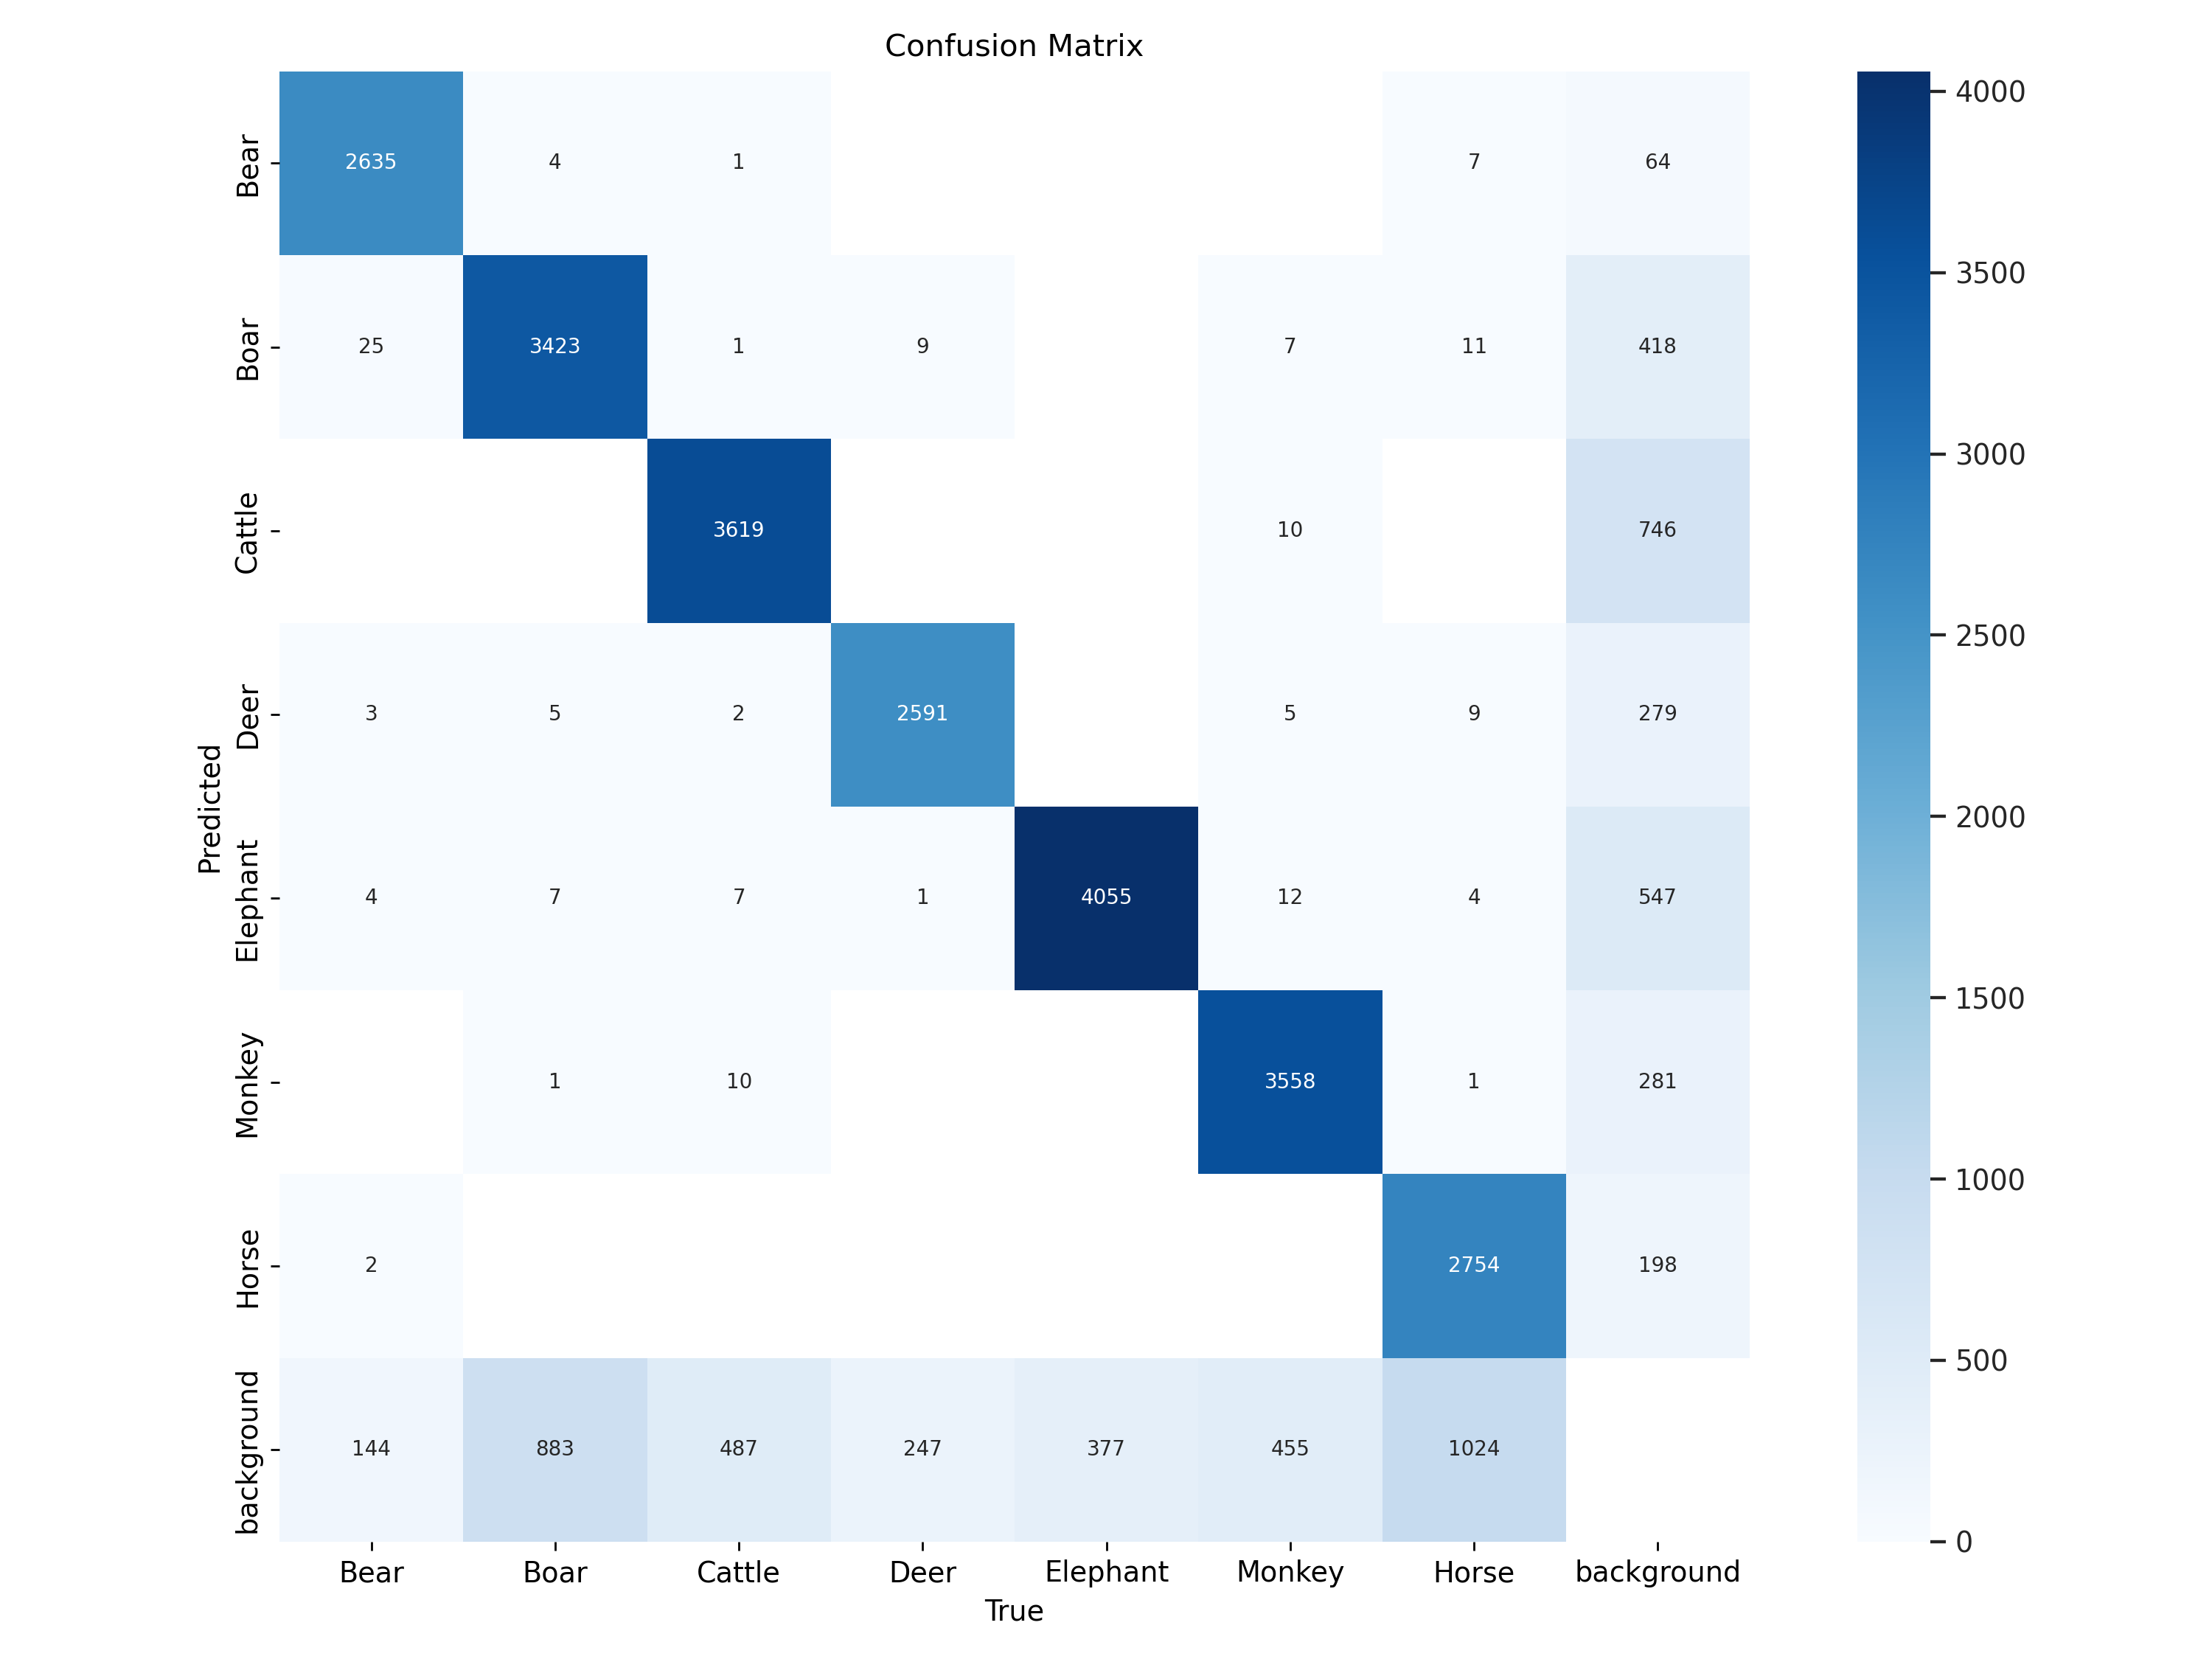 Confusion Matrix
Bear 2635 4 1 7 64
Boar 25 3423 1 9 7 11 418
Cattle 3619 10 746
Deer 3 5 2 2591 5 9 279
Elephant 4 7 7 1 4055 12 4 547
Monkey 1 10 3558 1 281
Horse 2 2754 198
background 144 883 487 247 377 455 1024
Bear Boar Cattle Deer Elephant Monkey Horse background
True
Predicted
4000
3500
3000
2500
2000
1500
1000
500
0